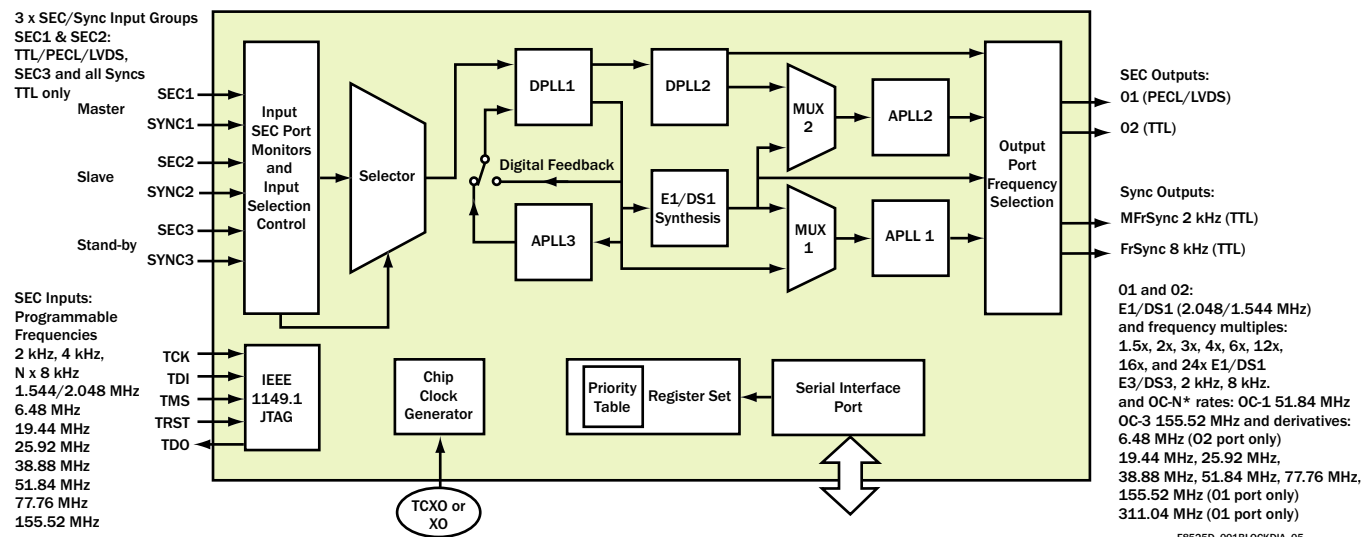 3 x SEC/Sync Input Groups
SEC1 & SEC2:
TTL/PECL/LVDS,
SEC3 and all Syncs
TTL only
Master
Slave
Stand-by
SEC1
SYNC1
SEC2
SYNC2
SEC3
SYNC3
Input
SEC Port
Monitors
and
Input
Selection
Control
Selector
DPLL1
DPLL2
Digital Feedback
APLL3
E1/DS1
Synthesis
MUX
2
MUX
1
APLL2
APLL 1
Output
Port
Frequency
Selection
SEC Outputs:
01 (PECL/LVDS)
02 (TTL)
Sync Outputs:
MFrSync 2 kHz (TTL)
FrSync 8 kHz (TTL)
SEC Inputs:
Programmable
Frequencies
2 kHz, 4 kHz,
N x 8 kHz
1.544/2.048 MHz
6.48 MHz
19.44 MHz
25.92 MHz
38.88 MHz
51.84 MHz
77.76 MHz
155.52 MHz
TCK
TDI
TMS
TRST
TDO
IEEE
1149.1
JTAG
Chip
Clock
Generator
TCXO or
XO
Priority
Table
Register Set
Serial Interface
Port
01 and 02:
E1/DS1 (2.048/1.544 MHz)
and frequency multiples:
1.5x, 2x, 3x, 4x, 6x, 12x,
16x, and 24x E1/DS1
E3/DS3, 2 kHz, 8 kHz.
and OC-N* rates: OC-1 51.84 MHz
OC-3 155.52 MHz and derivatives:
6.48 MHz (O2 port only)
19.44 MHz, 25.92 MHz,
38.88 MHz, 51.84 MHz, 77.76 MHz,
155.52 MHz (01 port only)
311.04 MHz (01 port only)